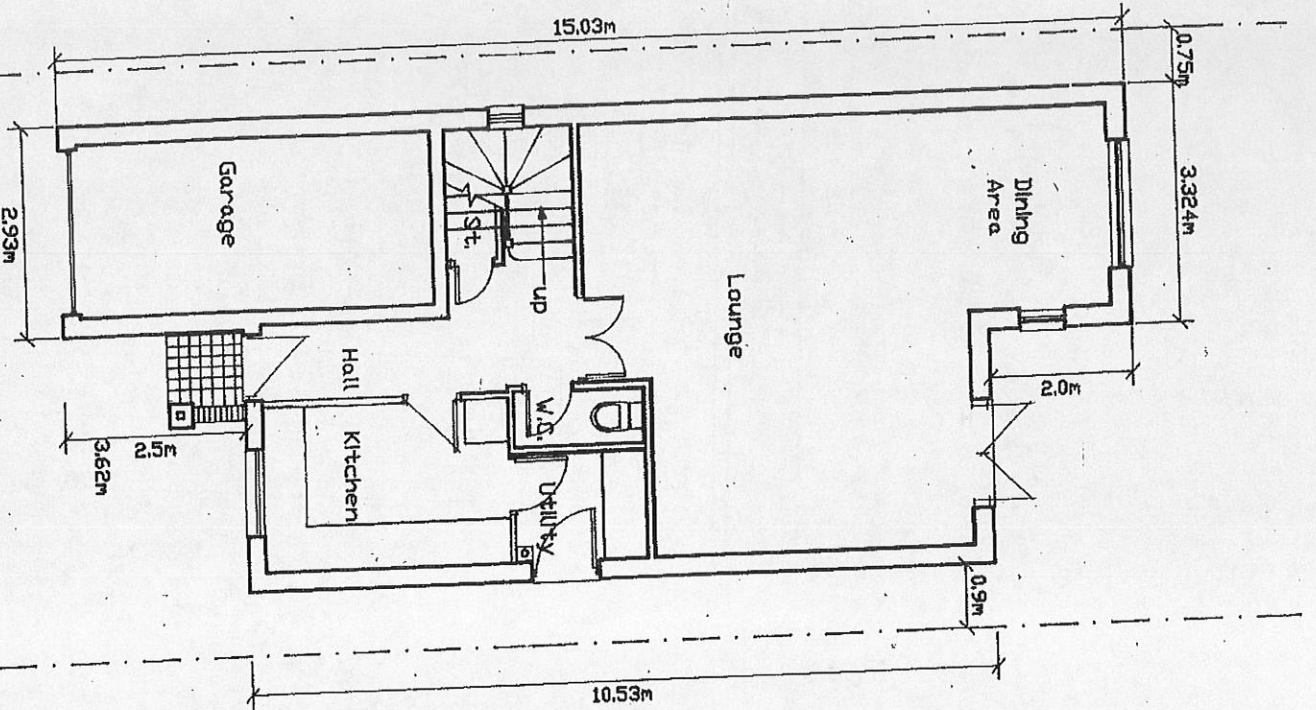 15.03m
0.75m
3.324m
Dining
Area
Garage
2.93m
St.
up
Lounge
Hall
W.C.
2.0m
Kitchen
Utility
2.5m
3.62m
0.9m
10.53m